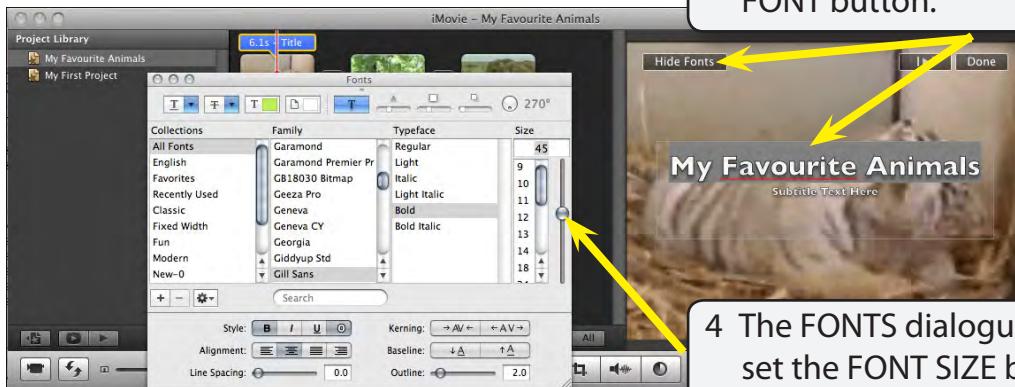 iMovie – My Favourite Animals
FONT button.
Project Library
My Favourite Animals
My First Project
6.1s - Title
Hide Fonts
Done
Fonts
270°
Collections Family Typeface Size
All Fonts
English
Favorites
Recently Used
Classic
Fixed Width
Fun
Modern
New-0
Garamond
Garamond Premier Pr
GB18030 Bitmap
Geeza Pro
Geneva
Geneva CY
Georgia
Giddyup Std
Gill Sans
Regular
Light
Italic
Light Italic
Bold
Bold Italic
45
9
10
11
12
13
14
18
Search
Style: B I U O
Kerning: → AV ← ← A V →
Alignment:
Baseline: ↓A ↑A
Line Spacing: 0.0
Outline: 2.0
My Favourite Animals
Subtitle Text Here
All
4 The FONTS dialogu
set the FONT SIZE b